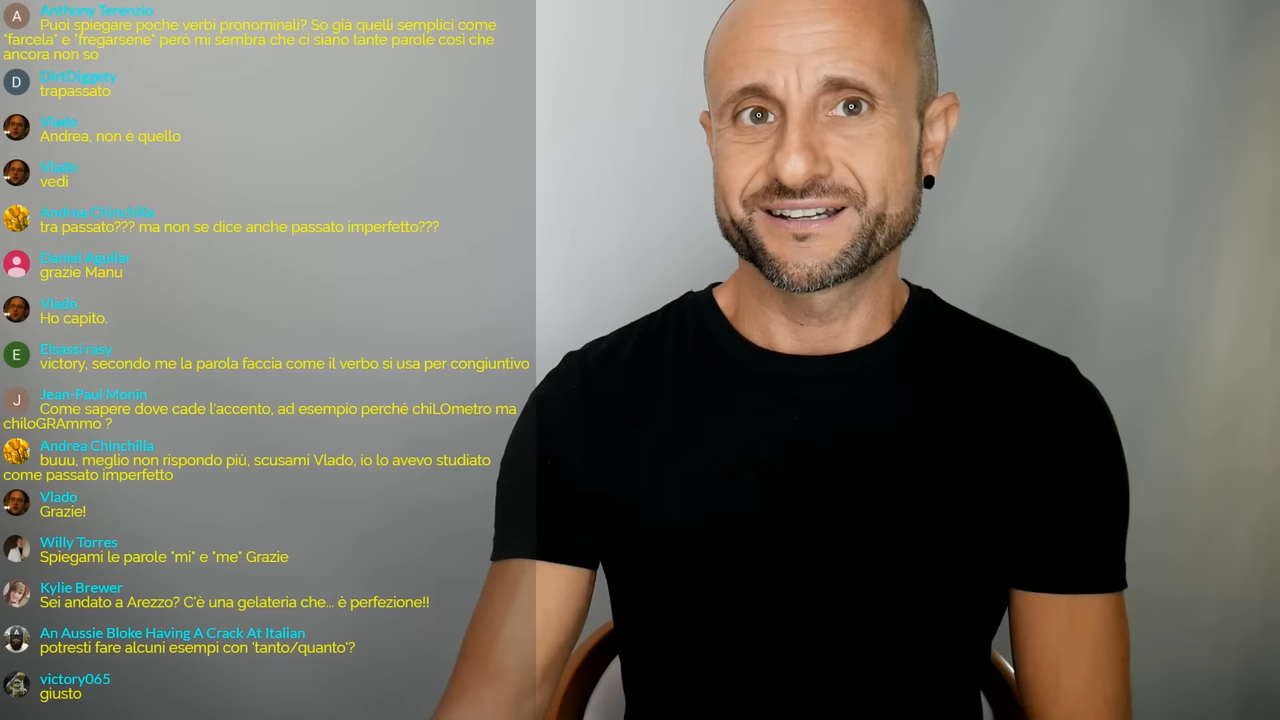 A
Anthony Terenzio
Puoi spiegare poche verbi pronominali? So già quelli semplici come
"farcela" e "fregarsene" però mi sembra che ci siano tante parole così che
ancora non so
D
DirtDiggety
trapassato
Vlado
Andrea, non è quello
Vlado
vedi
Andrea Chinchilla
tra passato??? ma non se dice anche passato imperfetto???
Daniel Aguilar
grazie Manu
Vlado
Ho capito.
E
Elsassi rasy
victory, secondo me la parola faccia come il verbo si usa per congiuntivo
J
Jean-Paul Monin
Come sapere dove cade l'accento, ad esempio perché chiLOmetro ma
chiloGRAmmo ?
Andrea Chinchilla
buuu, meglio non rispondo più, scusami Vlado, io lo avevo studiato
come passato imperfetto
Vlado
Grazie!
Willy Torres
Spiegami le parole "mi" e "me" Grazie
Kylie Brewer
Sei andato a Arezzo? C'è una gelateria che... è perfezione!!
An Aussie Bloke Having A Crack At Italian
potresti fare alcuni esempi con 'tanto/quanto'?
victory065
giusto